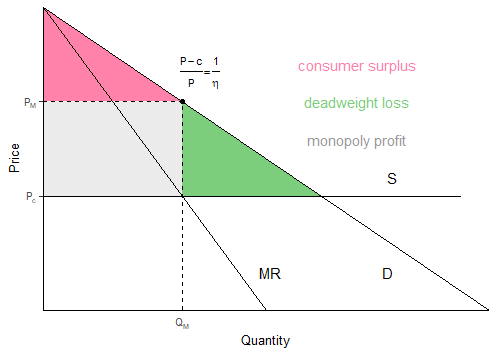 P − c
P
=
1
η
consumer surplus
deadweight loss
monopoly profit
P_M
Price
S
P_c
MR
D
Q_M
Quantity